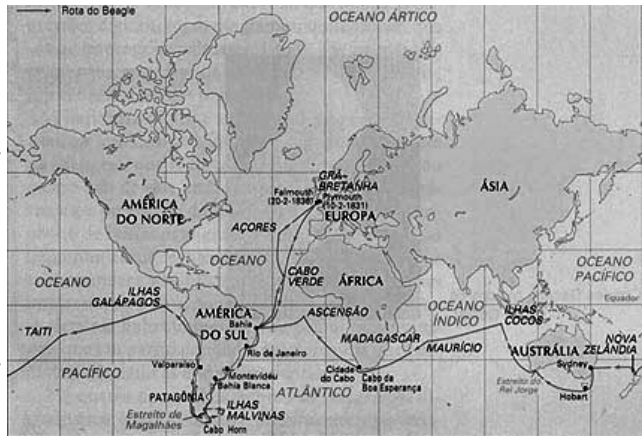 Rota do Beagle
OCEANO ÁRTICO
GRÃ-
BRETANHA
Falmouth
(20-2-1836)
Plymouth
(10-2-1831)
EUROPA
ÁSIA
AMÉRICA
DO NORTE
AÇORES
OCEANO
CABO
VERDE
ÁFRICA
OCEANO
PACÍFICO
Equador
OCEANO
ILHAS
GALÁPAGOS
TAITI
AMÉRICA
DO SUL
Bahia
ASCENSÃO
OCEANO
ÍNDICO
ILHAS
COCOS
MADAGASCAR
MAURÍCIO
AUSTRÁLIA
NOVA
ZELÂNDIA
Sydney
Rio de Janeiro
Valparaíso
PACÍFICO
Montevidéu
Bahia Blanca
ATLÂNTICO
Cidade
do Cabo
Cabo da
Boa Esperança
Estreito do
Rei Jorge
Hobart
PATAGÔNIA
Estreito de
Magalhães
ILHAS
MALVINAS
Cabo Horn